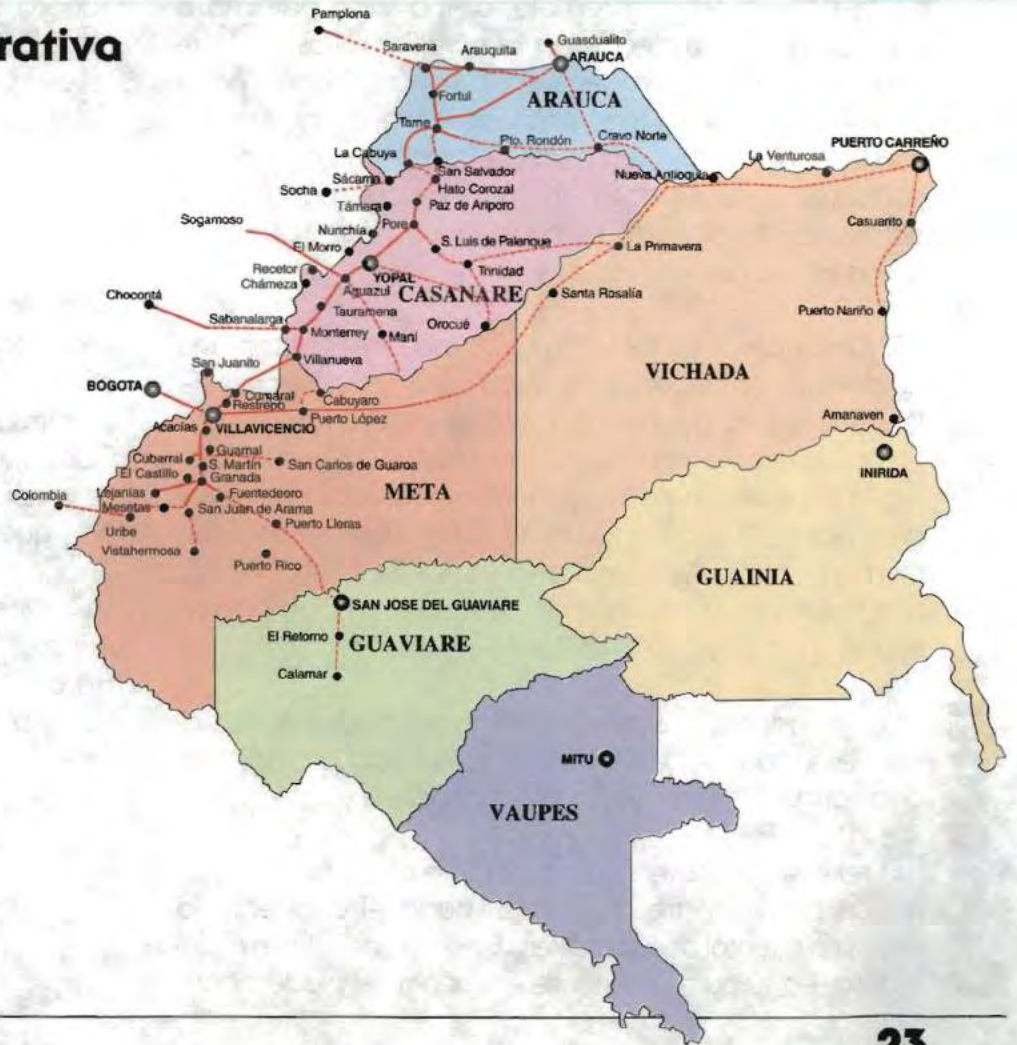 rativa
Pamplona
Saravena
Arauquita
Guasdualito
ARAUCA
Fortul
ARAUCA
Tame
Pto. Rondón
Cravo Norte
PUERTO CARREÑO
La Cabuya
La Venturosa
San Salvador
Nueva Antioquia
Sácama
Hato Corozal
Socha
Támara
Paz de Ariporo
Casuarito
Sogamoso
Nunchía
Pore
El Morro
S. Luis de Palenque
La Primavera
Recetor
YOPAL
Trinidad
Chámeza
Aguazul
CASANARE
Santa Rosalía
Chocontá
Tauramena
Sabanalarga
Monterrey
Maní
Orocué
Puerto Nariño
San Juanito
Villanueva
VICHADA
BOGOTA
Cumaral
Restrepo
Cabuyaro
Puerto López
Acacías
VILLAVICENCIO
Amanaven
Cubarral
Guamal
S. Martín
San Carlos de Guaroa
El Castillo
Granada
INIRIDA
Lejanías
Fuentedeoro
META
Colombia
Mesetas
San Juan de Arama
Uribe
Puerto Lleras
Vistahermosa
Puerto Rico
GUAINIA
SAN JOSE DEL GUAVIARE
El Retorno
GUAVIARE
Calamar
MITU
VAUPES
23